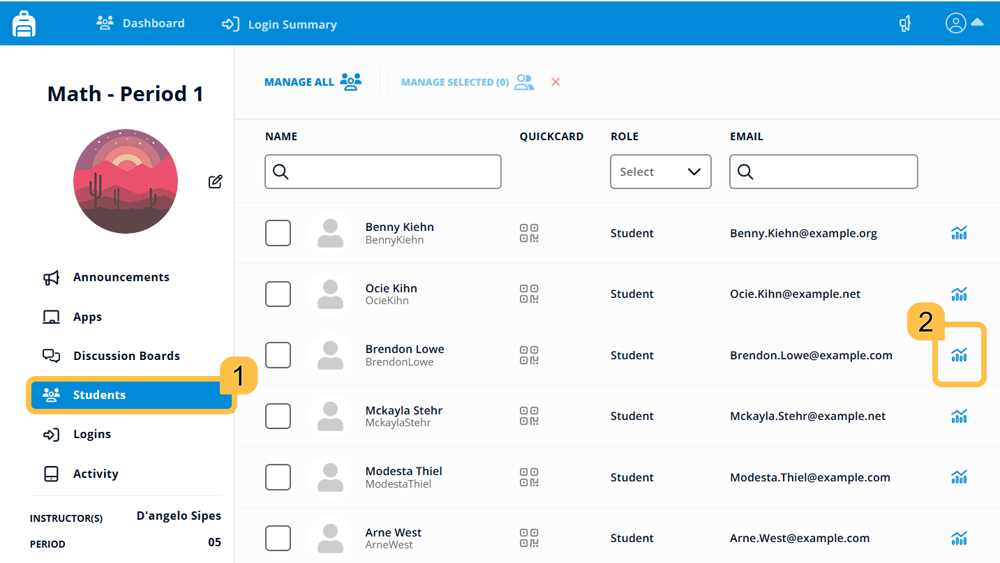 Dashboard
Login Summary
Math - Period 1
Announcements
Apps
Discussion Boards
1
Students
Logins
Activity
INSTRUCTOR(S) D'angelo Sipes
PERIOD 05
MANAGE ALL
MANAGE SELECTED (0)
NAME QUICKCARD ROLE EMAIL
Select
Benny Kiehn
BennyKiehn
Student
Benny.Kiehn@example.org
Ocie Kihn
OcieKihn
Student
Ocie.Kihn@example.net
2
Brendon Lowe
BrendonLowe
Student
Brendon.Lowe@example.com
Mckayla Stehr
MckaylaStehr
Student
Mckayla.Stehr@example.net
Modesta Thiel
ModestaThiel
Student
Modesta.Thiel@example.com
Arne West
ArneWest
Student
Arne.West@example.com